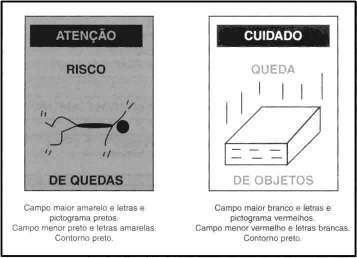 ATENÇÃO
RISCO
DE QUEDAS
Campo maior amarelo e letras e
pictograma pretos.
Campo menor preto e letras amarelas.
Contorno preto.
CUIDADO
QUEDA
DE OBJETOS
Campo maior branco e letras e
pictograma vermelhos.
Campo menor vermelho e letras brancas.
Contorno preto.